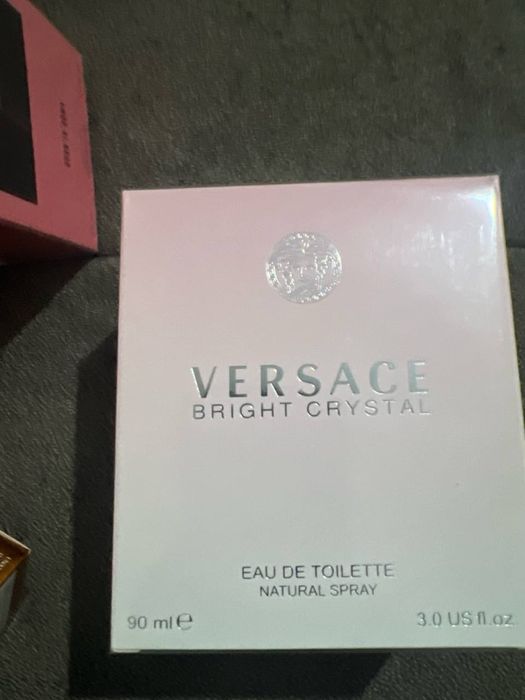 VERSACE
BRIGHT CRYSTAL
EAU DE TOILETTE
NATURAL SPRAY
90 ml e 3.0 US fl.oz.